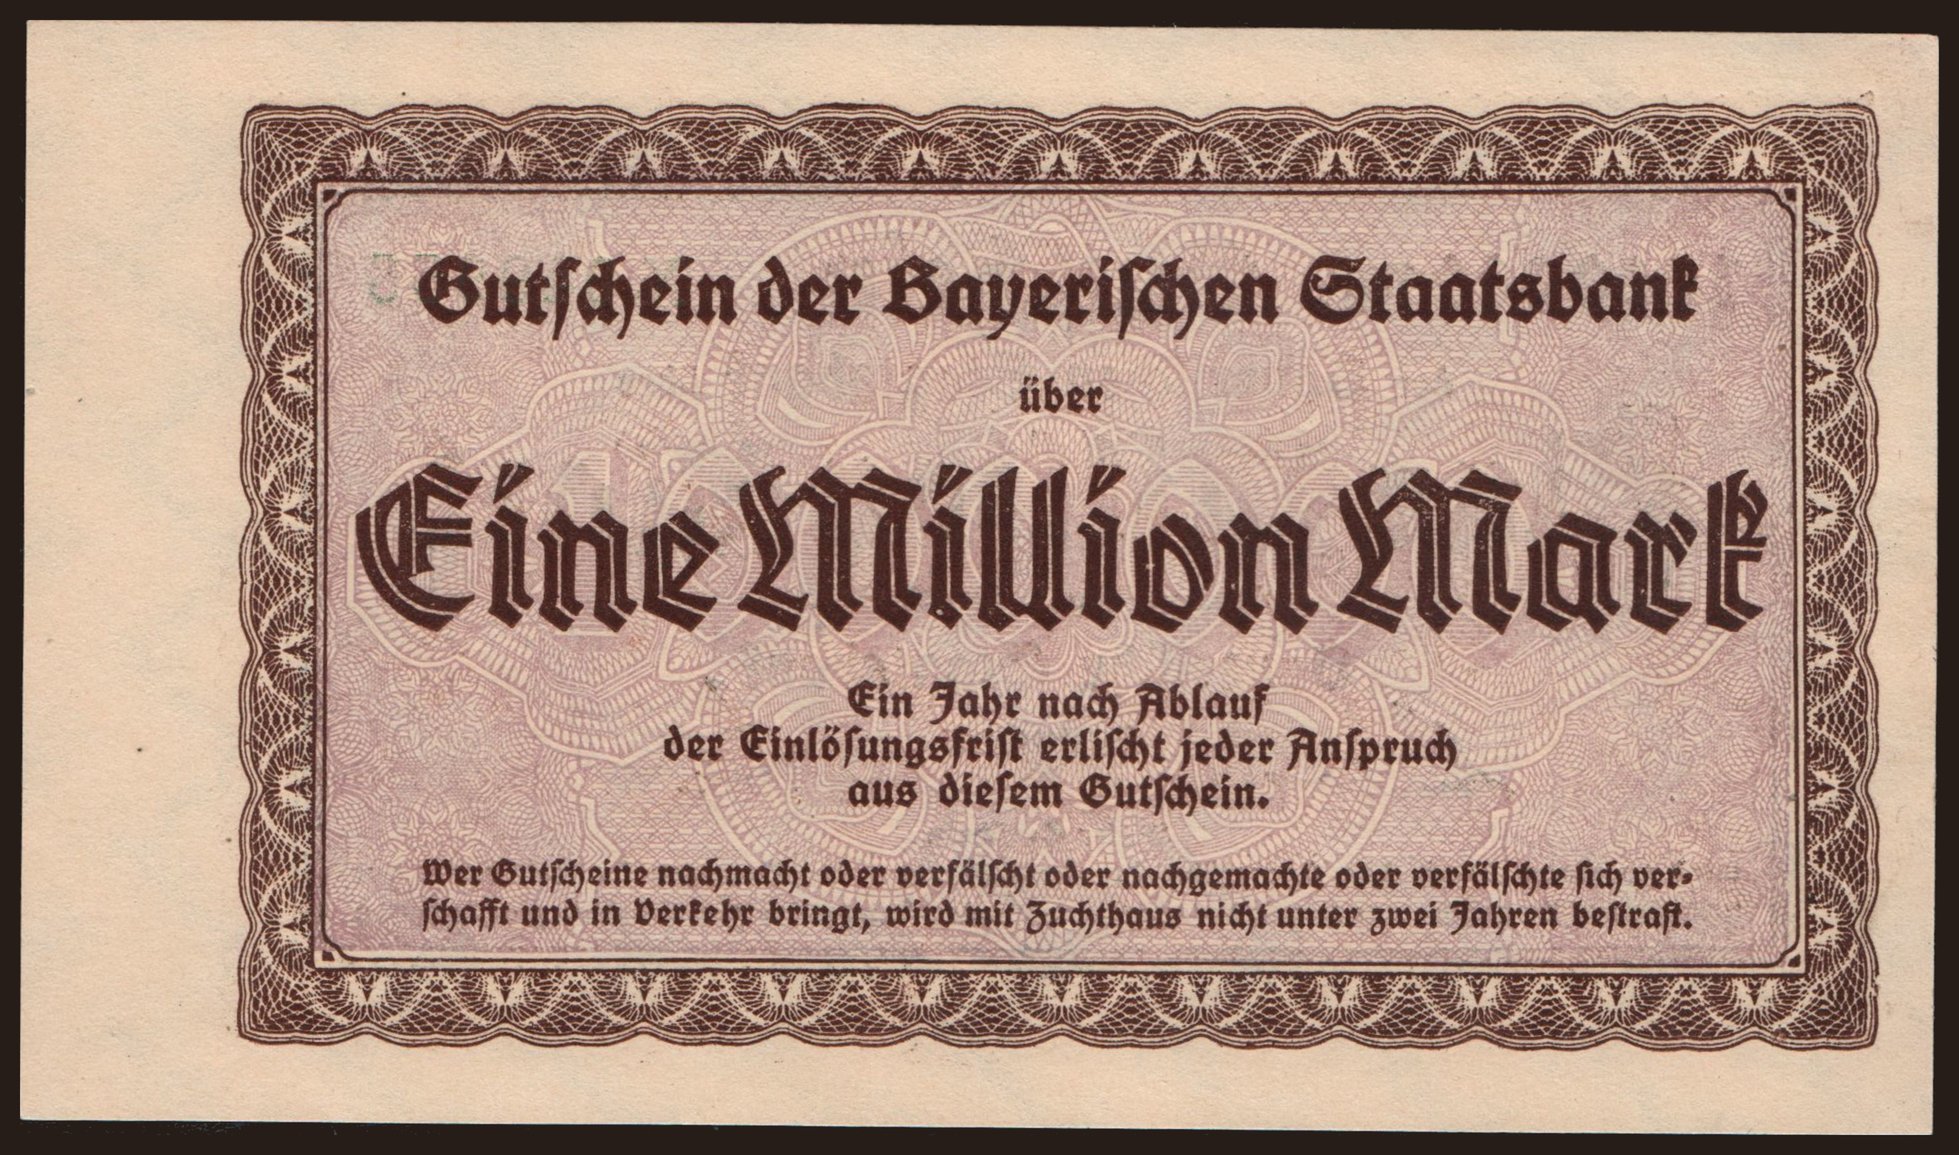 Gutschein der Bayerischen Staatsbank
über
Eine Million Mark
Ein Jahr nach Ablauf
der Einlösungsfrist erlischt jeder Anspruch
aus diesem Gutschein.
Wer Gutscheine nachmacht oder verfälscht oder nachgemachte oder verfälschte sich ver-
schafft und in Verkehr bringt, wird mit Zuchthaus nicht unter zwei Jahren bestraft.